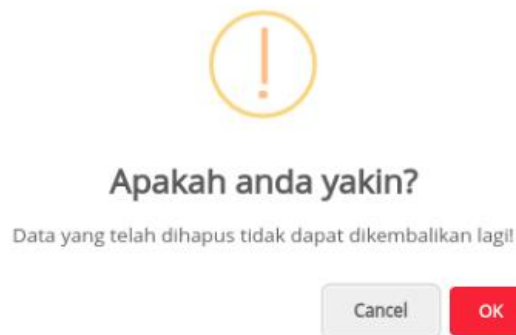 Apakah anda yakin?
Data yang telah dihapus tidak dapat dikembalikan lagi!
Cancel OK